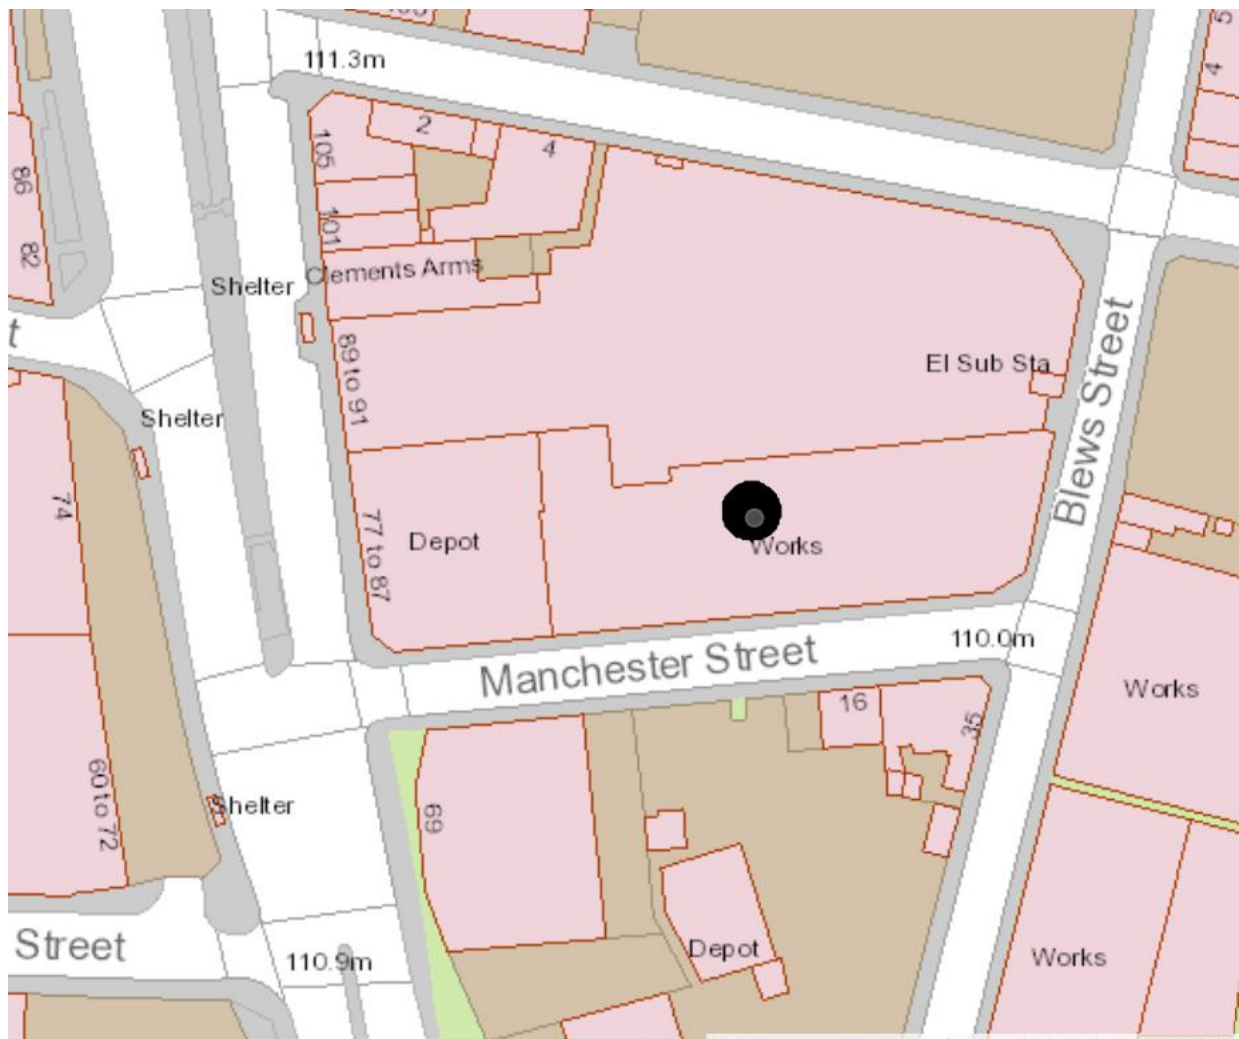 111.3m
5
4
2
4
105
86
101
82
Clements Arms
Shelter
t
89 to 91
El Sub Sta
Blews Street
Shelter
74
77 to 87
Depot
Works
Manchester Street
110.0m
Works
16
35
60 to 72
Shelter
69
Street
110.9m
Depot
Works